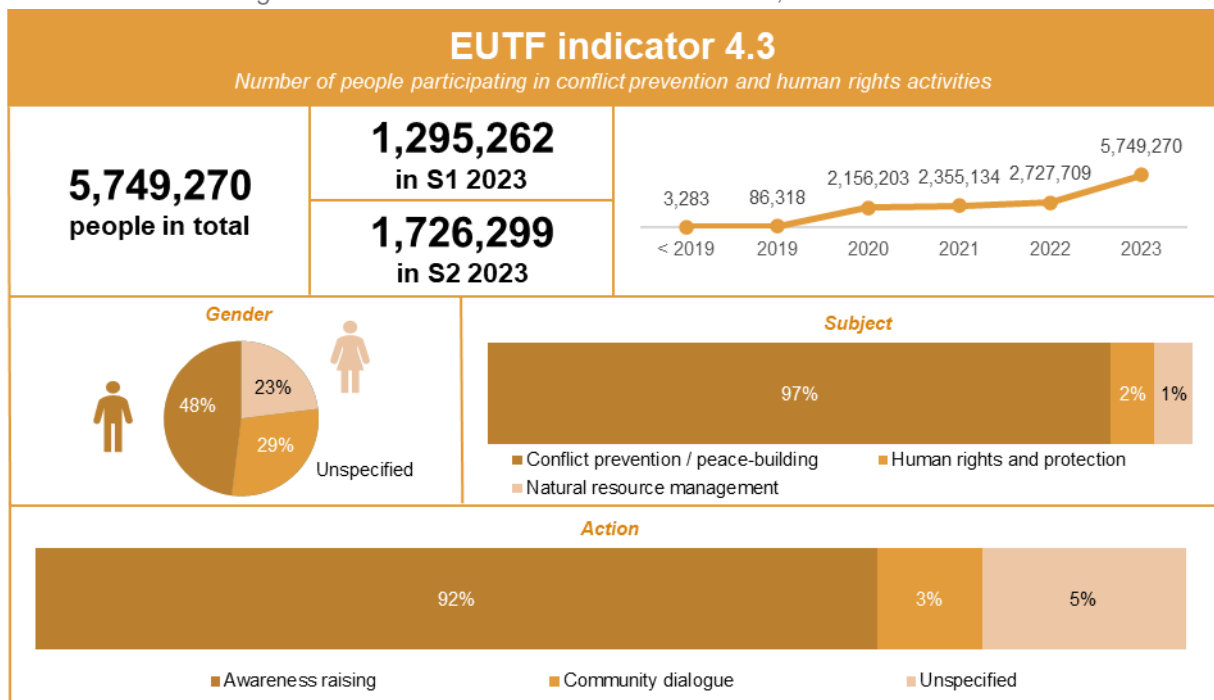 EUTF indicator 4.3
Number of people participating in conflict prevention and human rights activities
5,749,270
people in total
1,295,262
in S1 2023
1,726,299
in S2 2023
3,283
86,318
2,156,203
2,355,134
2,727,709
5,749,270
< 2019
2019
2020
2021
2022
2023
Gender
48%
23%
29%
Unspecified
Subject
97%
2%
1%
Conflict prevention / peace-building
Human rights and protection
Natural resource management
Action
92%
3%
5%
Awareness raising
Community dialogue
Unspecified